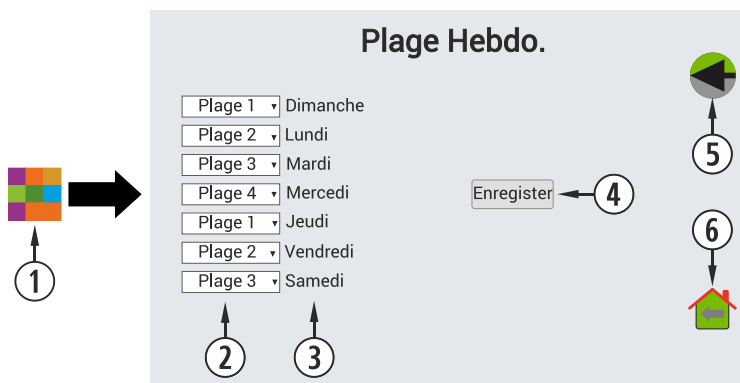 Plage Hebdo.
Plage 1 Dimanche
Plage 2 Lundi
Plage 3 Mardi
Plage 4 Mercedi
Plage 1 Jeudi
Plage 2 Vendredi
Plage 3 Samedi
Enregister
1
2
3
4
5
6